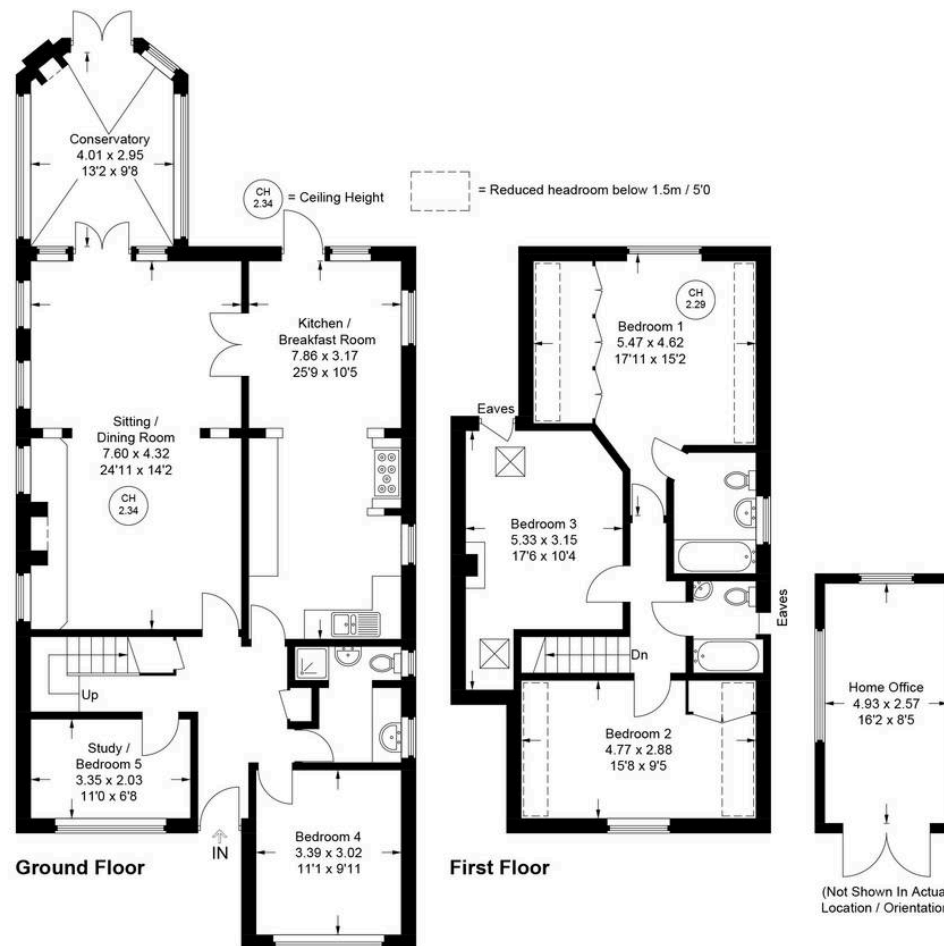 Conservatory
4.01 x 2.95
13'2 x 9'8
CH
2.34
= Ceiling Height
= Reduced headroom below 1.5m / 5'0
Kitchen /
Breakfast Room
7.86 x 3.17
25'9 x 10'5
Sitting /
Dining Room
7.60 x 4.32
24'11 x 14'2
CH
2.34
Up
Study /
Bedroom 5
3.35 x 2.03
11'0 x 6'8
IN
Bedroom 4
3.39 x 3.02
11'1 x 9'11
Ground Floor
CH
2.29
Bedroom 1
5.47 x 4.62
17'11 x 15'2
Eaves
Bedroom 3
5.33 x 3.15
17'6 x 10'4
Eaves
Dn
Bedroom 2
4.77 x 2.88
15'8 x 9'5
First Floor
Home Office
4.93 x 2.57
16'2 x 8'5
(Not Shown In Actua
Location / Orientation